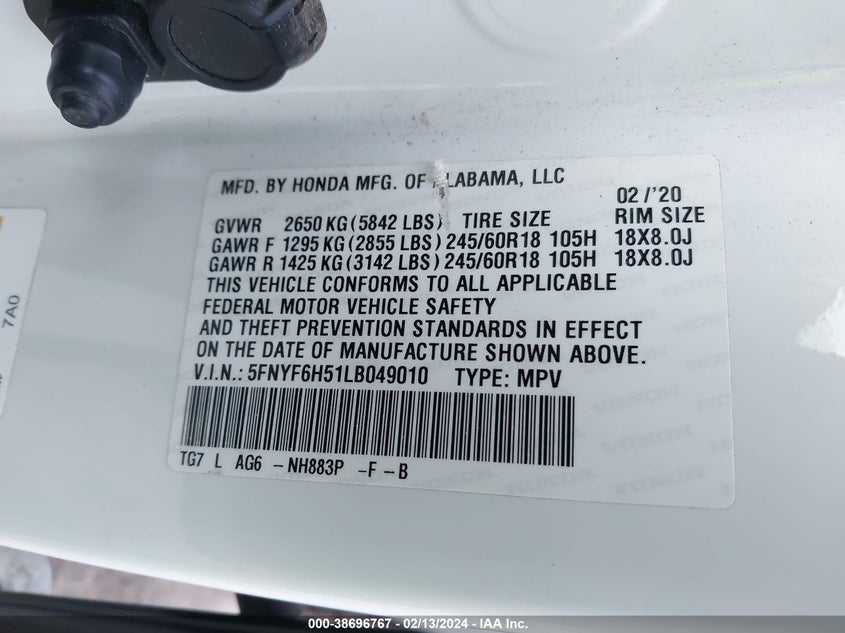 MFD. BY HONDA MFG. OF ALABAMA, LLC
02/'20
GVWR 2650 KG (5842 LBS) TIRE SIZE RIM SIZE
GAWR F 1295 KG (2855 LBS) 245/60R18 105H 18X8.0J
GAWR R 1425 KG (3142 LBS) 245/60R18 105H 18X8.0J
THIS VEHICLE CONFORMS TO ALL APPLICABLE
FEDERAL MOTOR VEHICLE SAFETY
AND THEFT PREVENTION STANDARDS IN EFFECT
ON THE DATE OF MANUFACTURE SHOWN ABOVE.
V.I.N.: 5FNYF6H51LB049010 TYPE: MPV
TG7 L AG6 -NH883P -F-B
7A0
000-38696767 - 02/13/2024 - IAA Inc.